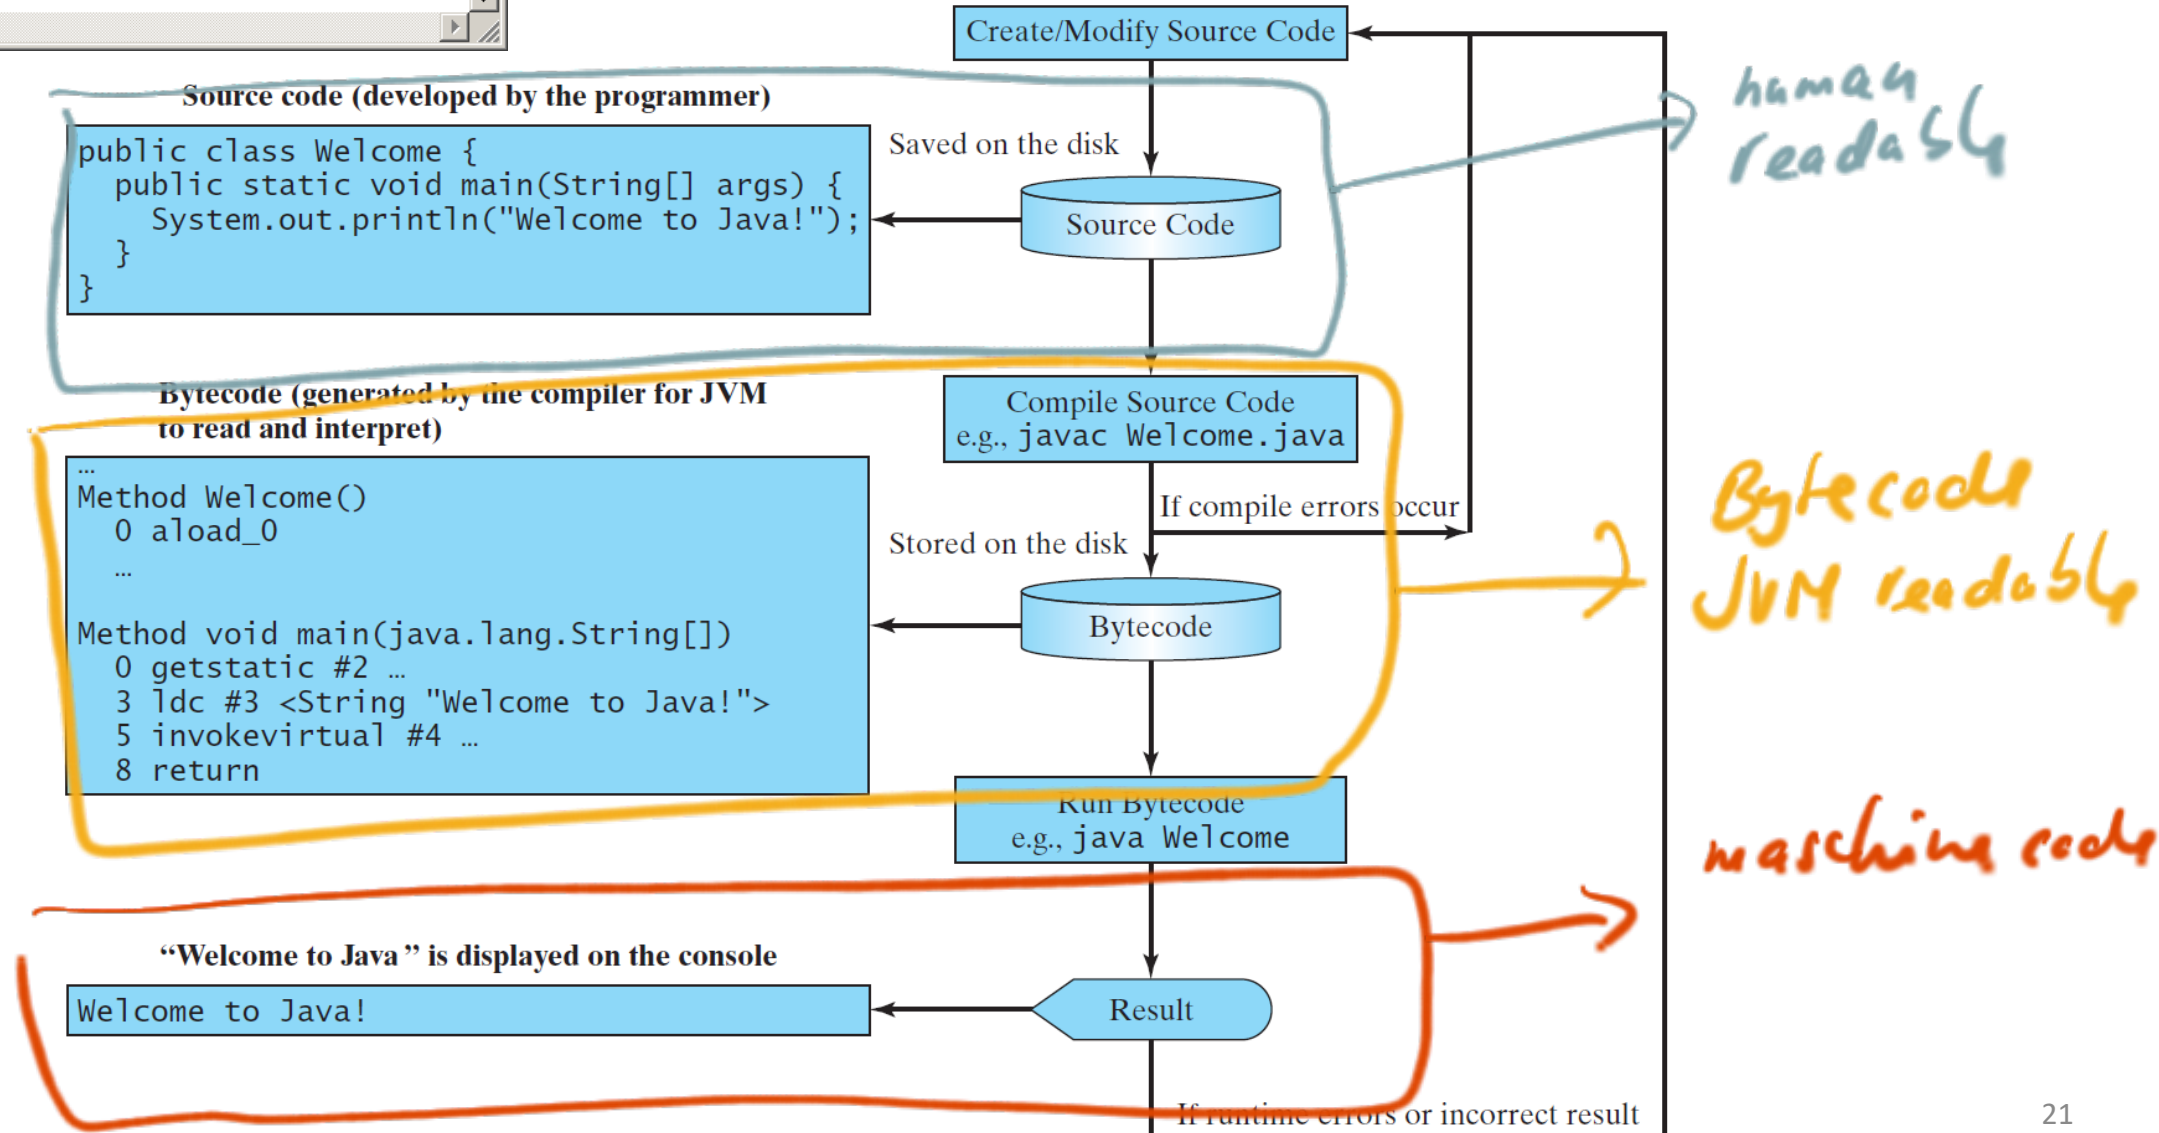 Create/Modify Source Code
Source code (developed by the programmer)
public class Welcome {
public static void main(String[] args) {
System.out.println("Welcome to Java!");
}
}
Saved on the disk
Source Code
human
readable
Bytecode (generated by the compiler for JVM
to read and interpret)
…
Method Welcome()
0 aload_0
…
Method void main(java.lang.String[])
0 getstatic #2 …
3 ldc #3 <String "Welcome to Java!">
5 invokevirtual #4 …
8 return
Compile Source Code
e.g., javac Welcome.java
If compile errors occur
Stored on the disk
Bytecode
Bytecode
JVM readable
Run Bytecode
e.g., java Welcome
maschine code
“Welcome to Java” is displayed on the console
Welcome to Java!
Result
If runtime errors or incorrect result
21